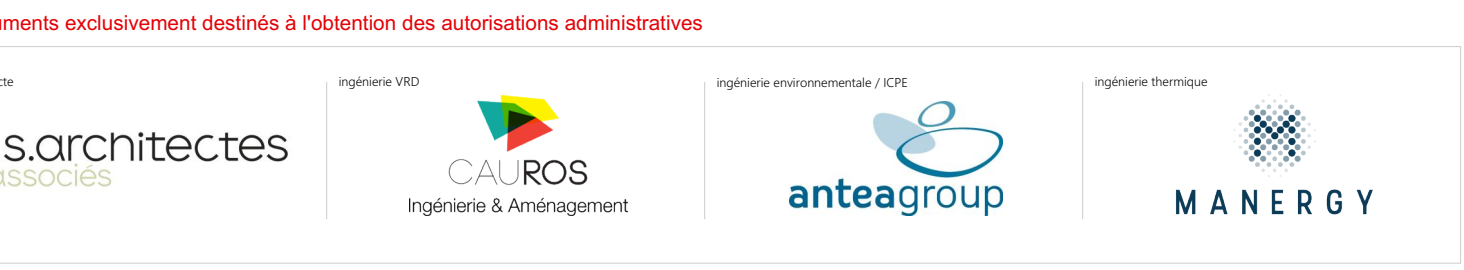 uments exclusivement destinés à l'obtention des autorisations administratives
cte
s.architectes
associés
ingénierie VRD
CAUROS
Ingénierie & Aménagement
ingénierie environnementale / ICPE
anteagroup
ingénierie thermique
MANERGY